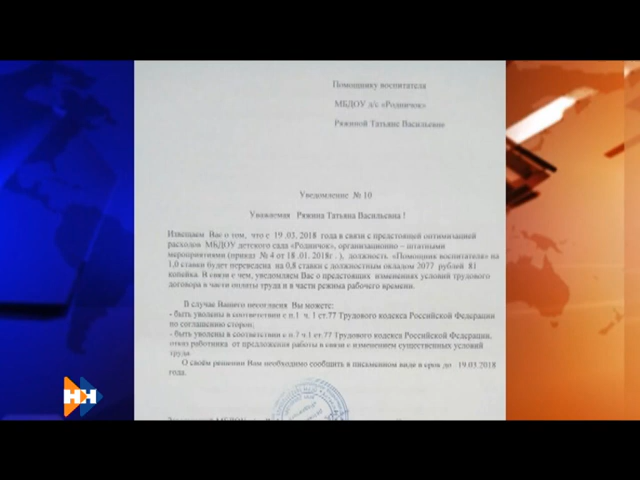 Помощнику воспитателя
МБДОУ д/с «Родничок»
Ряжиной Татьяне Васильевне
Уведомление № 10
Уважаемая Ряжина Татьяна Васильевна !
Извещаем Вас о том, что с 19 .03. 2018 года в связи с предстоящей оптимизацией
расходов МБДОУ детского сада «Родничок», организационно – штатными
мероприятиями (приказ № 4 от 18 .01. 2018г . ), должность «Помощник воспитателя» на
1,0 ставки будет переведена на 0,8 ставки с должностным окладом 2077 рублей 81
копейка. В связи с чем, уведомляем Вас о предстоящих изменениях условий трудового
договора в части оплаты труда и в части режима рабочего времени.
В случае Вашего несогласия Вы можете:
- быть уволены в соответствии с п.1 ч. 1 ст.77 Трудового кодекса Российской Федерации
по соглашению сторон;
- быть уволены в соответствии с п.7 ч.1 ст.77 Трудового кодекса Российской Федерации,
отказ работника от предложения работы в связи с изменением существенных условий
труда.
О своём решении Вам необходимо сообщить в письменном виде в срок до 19.03.2018
года.
НН